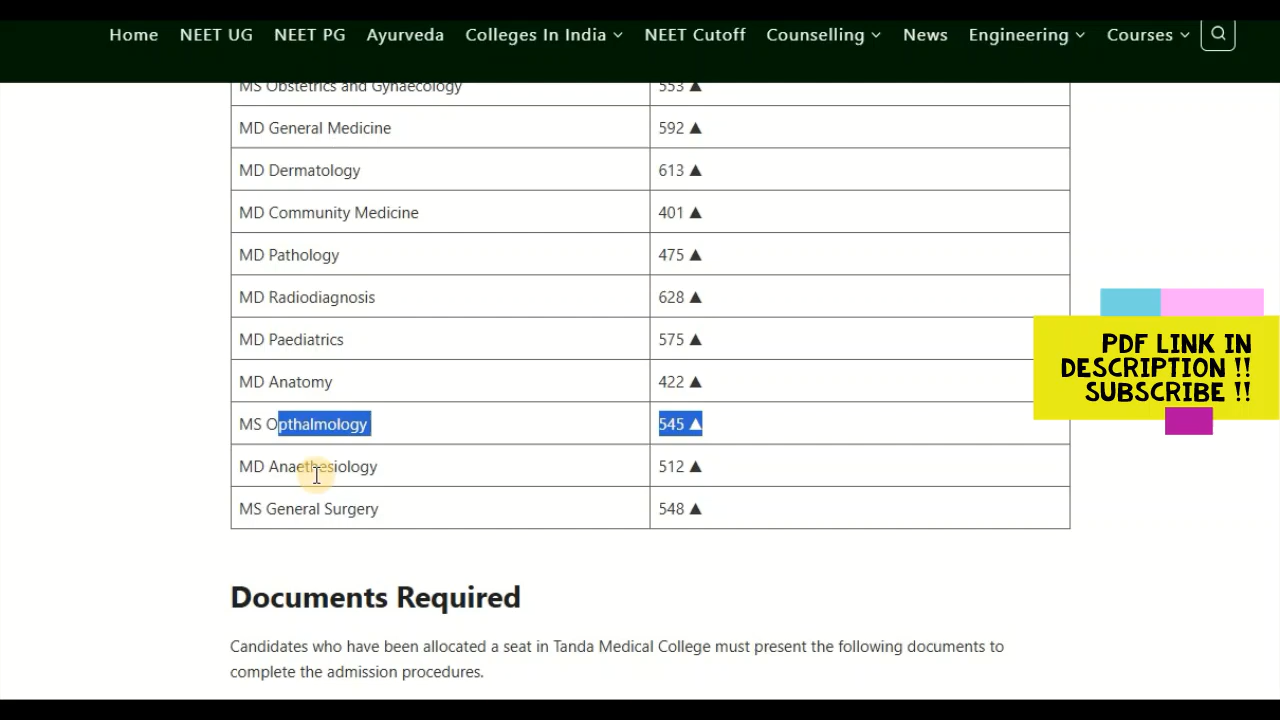 Home NEET UG NEET PG Ayurveda Colleges In India NEET Cutoff Counselling News Engineering Courses
MS Obstetrics and Gynaecology 553 ▲
MD General Medicine 592 ▲
MD Dermatology 613 ▲
MD Community Medicine 401 ▲
MD Pathology 475 ▲
MD Radiodiagnosis 628 ▲
MD Paediatrics 575 ▲
MD Anatomy 422 ▲
MS Opthalmology 545 ▲
MD Anaethesiology 512 ▲
MS General Surgery 548 ▲
PDF LINK IN
DESCRIPTION !!
SUBSCRIBE !!
Documents Required
Candidates who have been allocated a seat in Tanda Medical College must present the following documents to
complete the admission procedures.